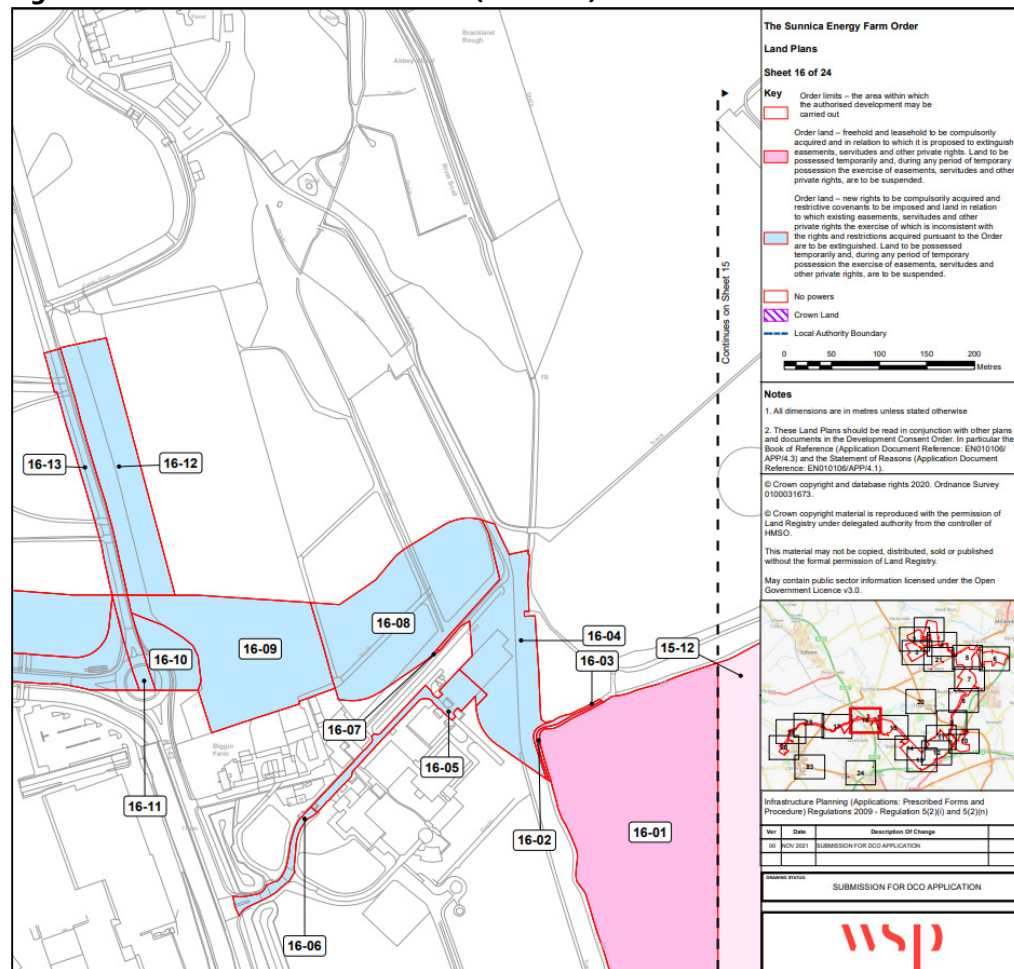 The Sunnica Energy Farm Order
Land Plans
Sheet 16 of 24
Key
Order limits – the area within which
the authorised development may be
carried out
Order land – freehold and leasehold to be compulsorily
acquired and in relation to which it is proposed to extinguish
easements, servitudes and other private rights. Land to be
possessed temporarily and, during any period of temporary
possession the exercise of easements, servitudes and other
private rights, are to be suspended.
Order land – new rights to be compulsorily acquired and
restrictive covenants to be imposed and land in relation
to which existing easements, servitudes and other
private rights the exercise of which is inconsistent with
the rights and restrictions acquired pursuant to the Order
are to be extinguished. Land to be possessed
temporarily and, during any period of temporary
possession the exercise of easements, servitudes and
other private rights, are to be suspended.
No powers
Crown Land
Local Authority Boundary
0 50 100 150 200
Metres
Notes
1. All dimensions are in metres unless stated otherwise
2. These Land Plans should be read in conjunction with other plans
and documents in the Development Consent Order. In particular the
Book of Reference (Application Document Reference: EN010106/
APP/4.3) and the Statement of Reasons (Application Document
Reference: EN010106/APP/4.1).
© Crown copyright and database rights 2020. Ordnance Survey
0100031673.
© Crown copyright material is reproduced with the permission of
Land Registry under delegated authority from the controller of
HMSO.
This material may not be copied, distributed, sold or published
without the formal permission of Land Registry.
May contain public sector information licensed under the Open
Government Licence v3.0.
Infrastructure Planning (Applications: Prescribed Forms and
Procedure) Regulations 2009 - Regulation 5(2)(i) and 5(2)(n)
Ver Date Description Of Change
00 NOV 2021 SUBMISSION FOR DCO APPLICATION
DRAWING STATUS:
SUBMISSION FOR DCO APPLICATION
wsp
Continues on Sheet 15
Brackland
Rough
Pond
River Snail
FB
Track
Biggin
Farm
16-13
16-12
16-10
16-09
16-08
16-04
16-03
15-12
16-07
16-05
16-11
16-02
16-01
16-06